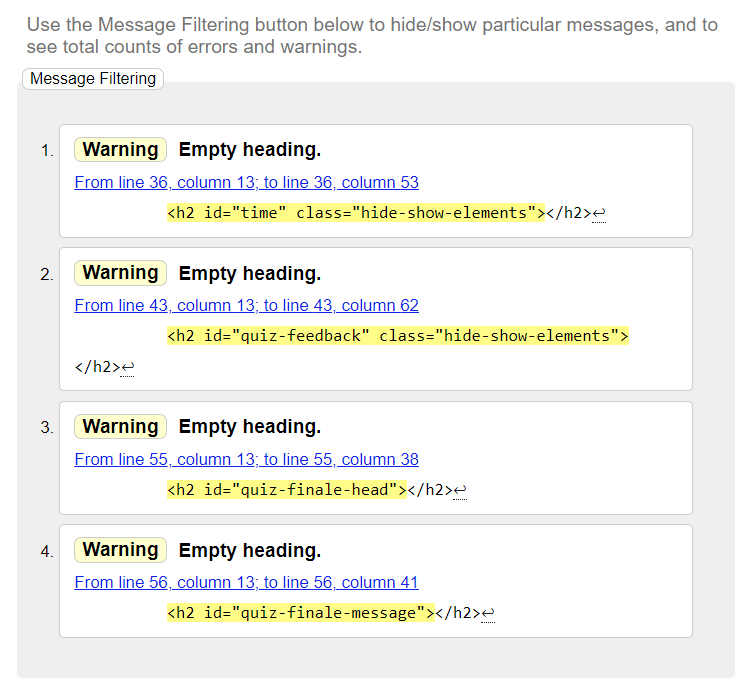 Use the Message Filtering button below to hide/show particular messages, and to
see total counts of errors and warnings.
Message Filtering
1. Warning Empty heading.
From line 36, column 13; to line 36, column 53
<h2 id="time" class="hide-show-elements"></h2>↩
2. Warning Empty heading.
From line 43, column 13; to line 43, column 62
<h2 id="quiz-feedback" class="hide-show-elements">
</h2>↩
3. Warning Empty heading.
From line 55, column 13; to line 55, column 38
<h2 id="quiz-finale-head"></h2>↩
4. Warning Empty heading.
From line 56, column 13; to line 56, column 41
<h2 id="quiz-finale-message"></h2>↩